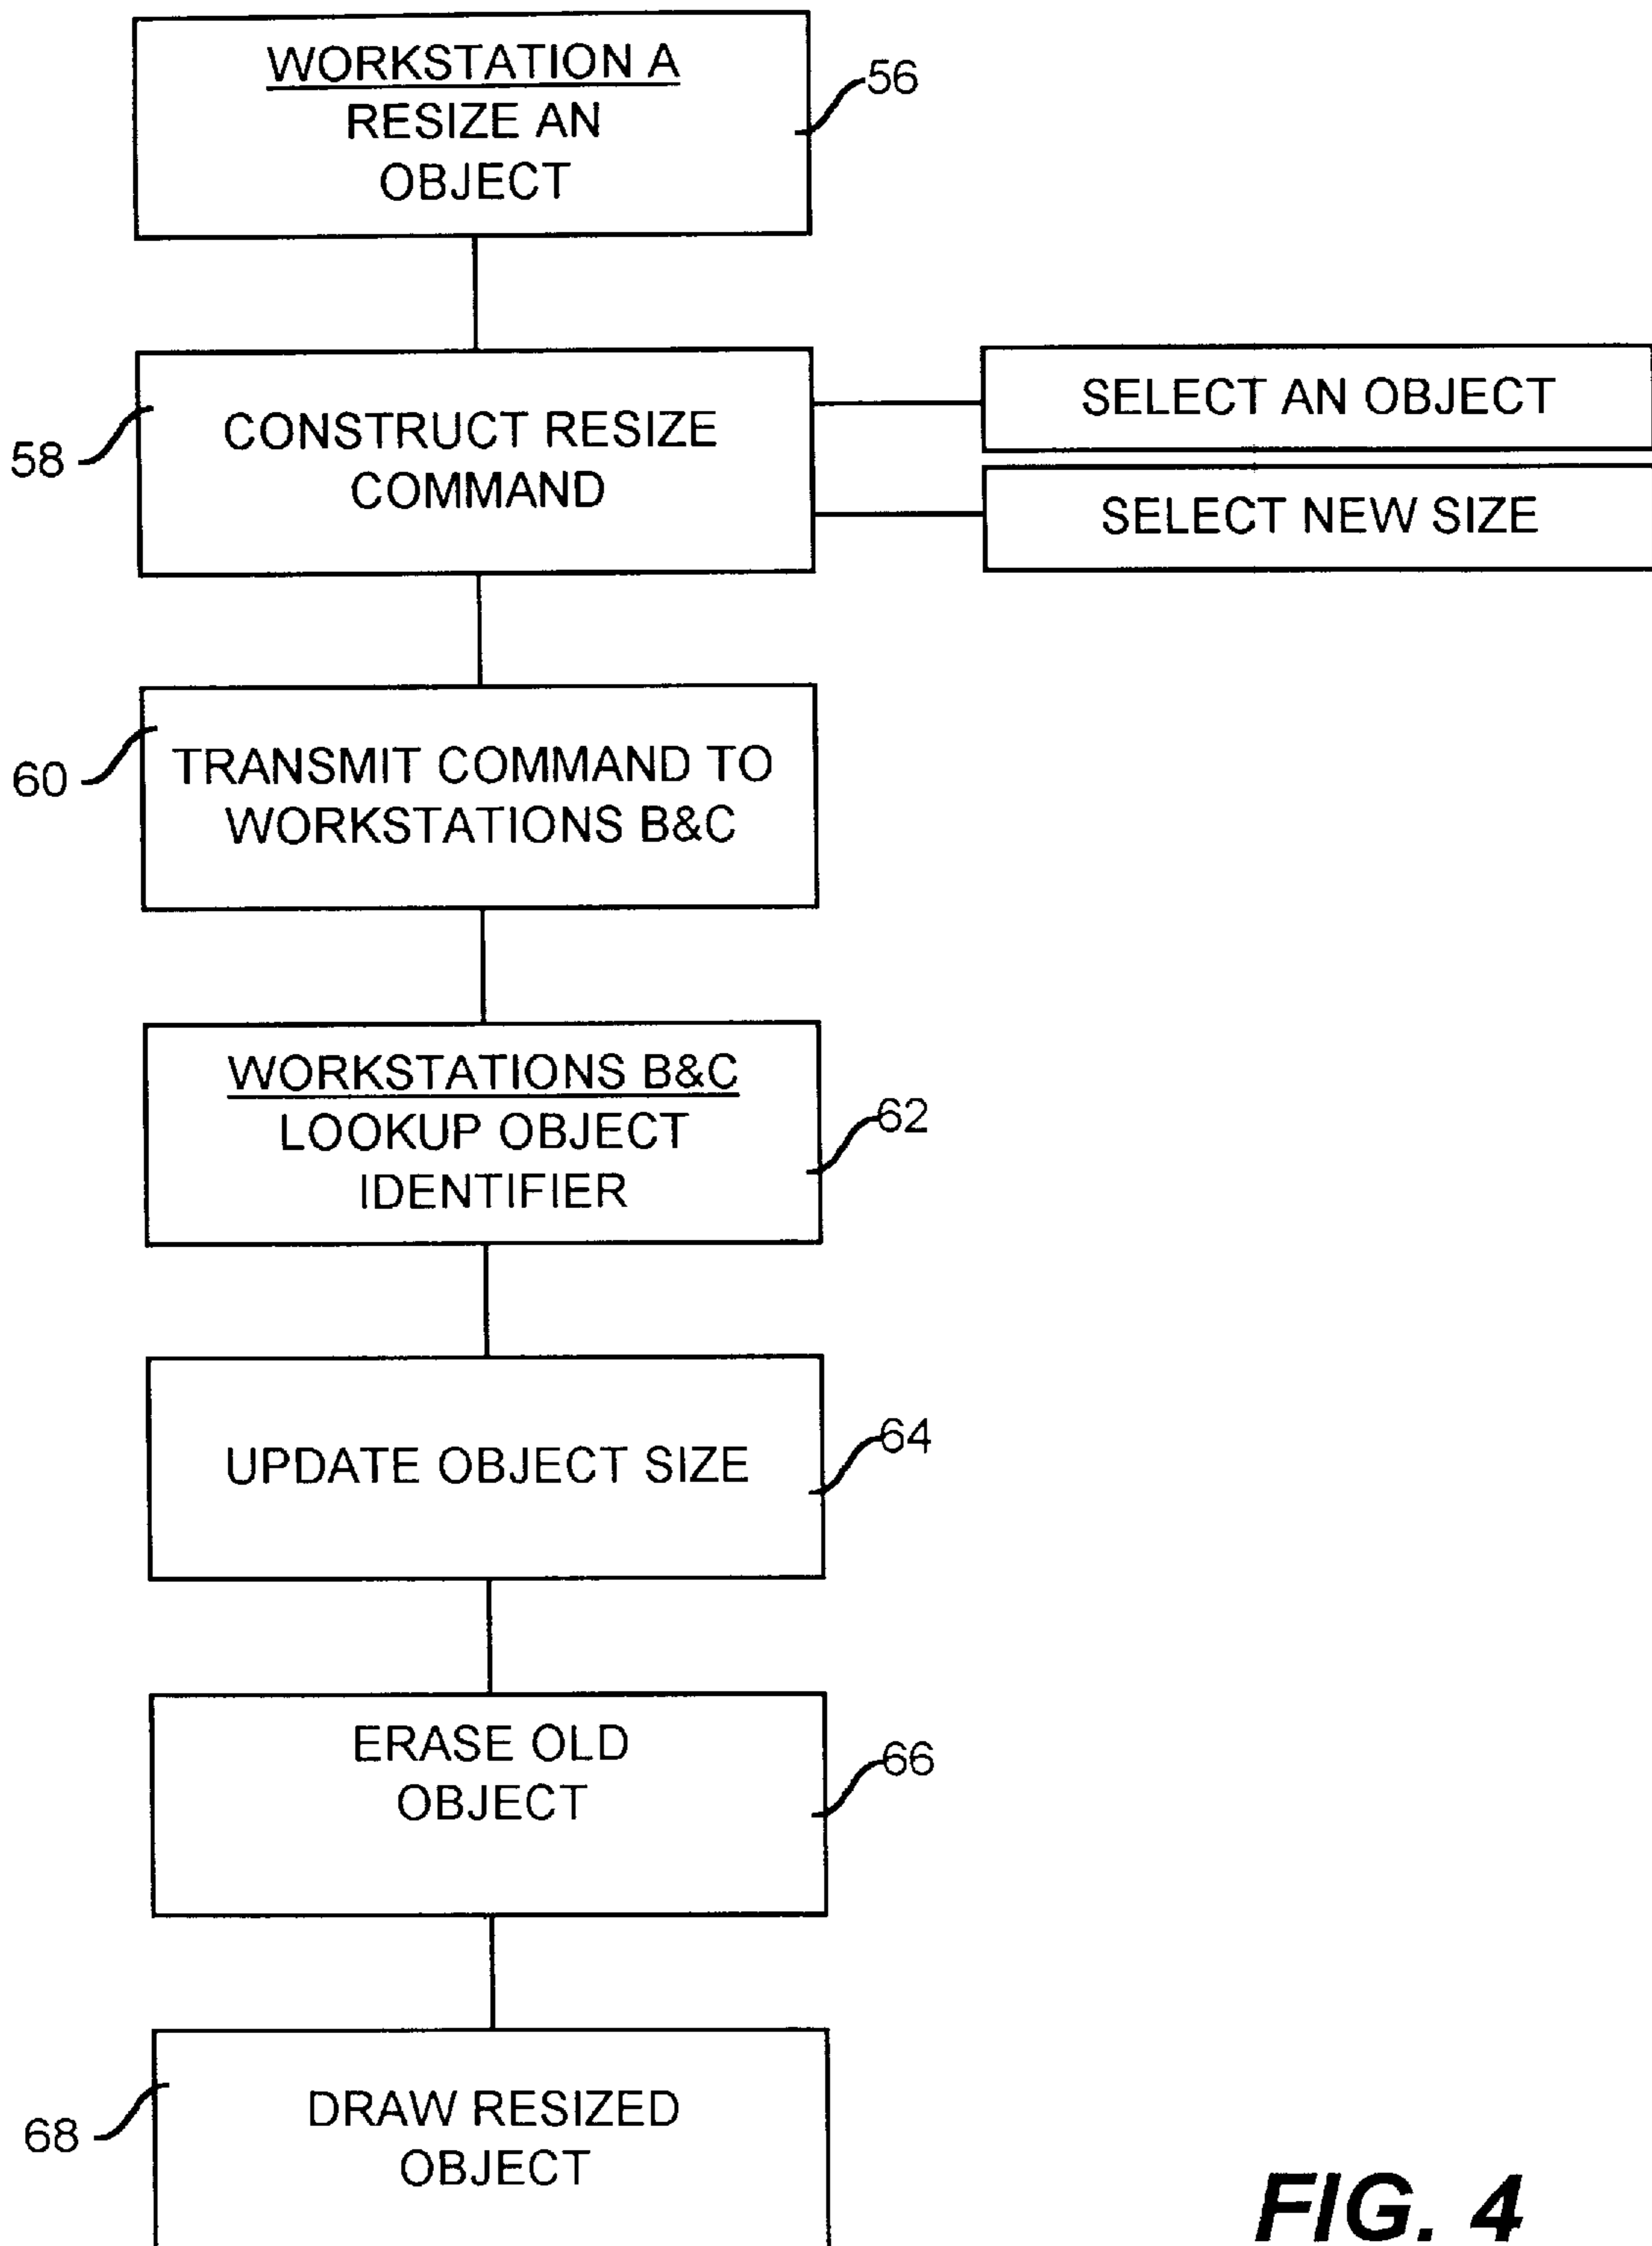 WORKSTATION A
RESIZE AN
OBJECT
56
CONSTRUCT RESIZE
COMMAND
58
SELECT AN OBJECT
SELECT NEW SIZE
TRANSMIT COMMAND TO
WORKSTATIONS B&C
60
WORKSTATIONS B&C
LOOKUP OBJECT
IDENTIFIER
62
UPDATE OBJECT SIZE
64
ERASE OLD
OBJECT
66
DRAW RESIZED
OBJECT
68
FIG. 4